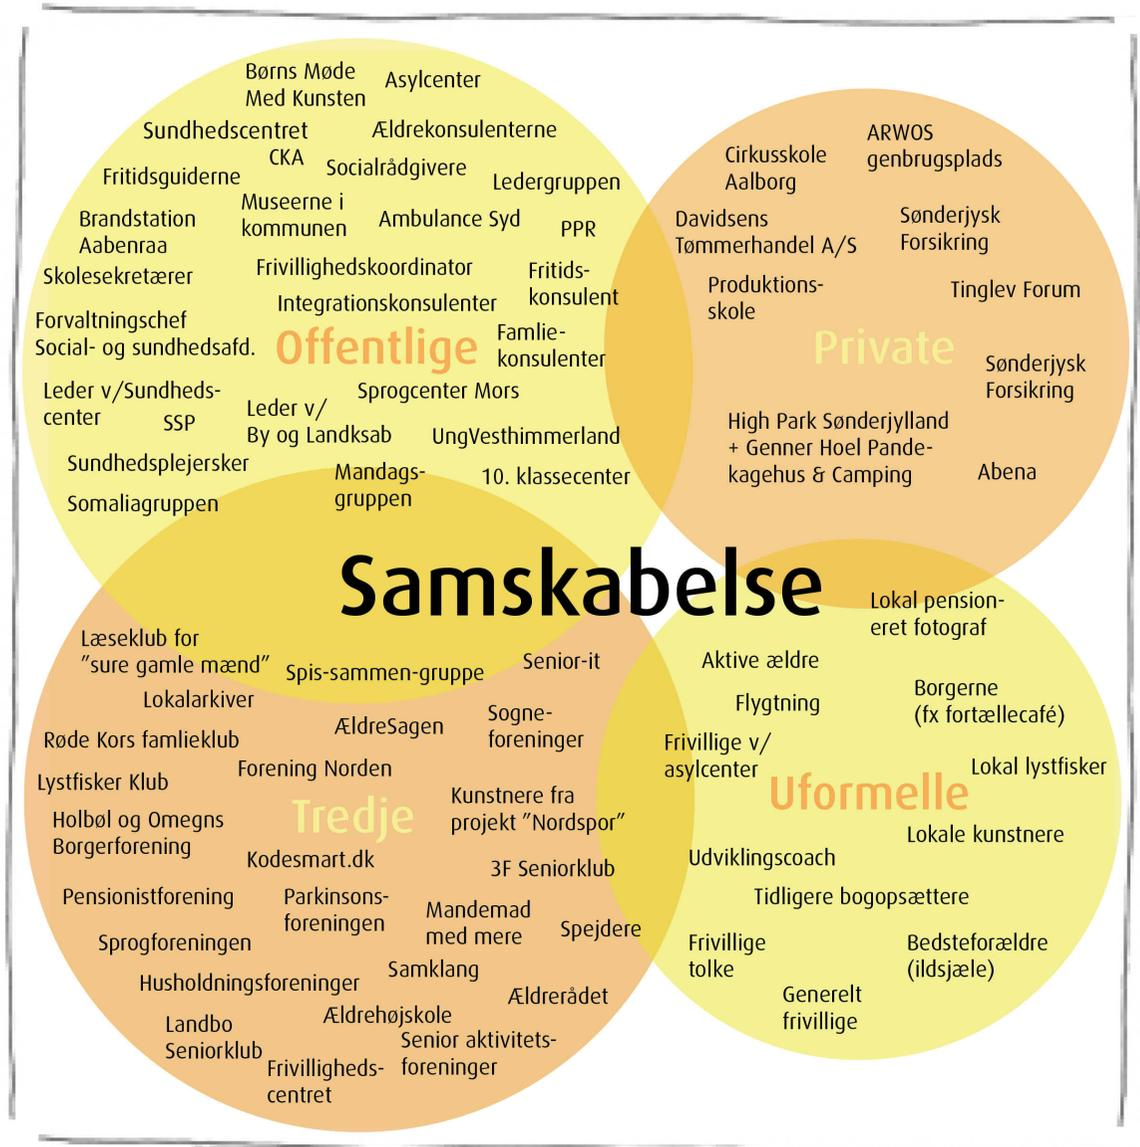 Børns Møde
Med Kunsten
Asylcenter
Sundhedscentret
Ældrekonsulenterne
CKA
Socialrådgivere
Fritidsguiderne
Ledergruppen
Museerne i
kommunen
Brandstation
Aabenraa
Ambulance Syd
PPR
Skolesekretærer
Frivillighedskoordinator
Fritids-
konsulent
Integrationskonsulenter
Forvaltningschef
Social- og sundhedsafd.
Offentlige
Famlie-
konsulenter
Leder v/Sundheds-
center
SSP
Sprogcenter Mors
Leder v/
By og Landksab
UngVesthimmerland
Sundhedsplejersker
Mandags-
gruppen
10. klassecenter
Somaliagruppen
ARWOS
genbrugsplads
Cirkusskole
Aalborg
Davidsens
Tømmerhandel A/S
Sønderjysk
Forsikring
Produktions-
skole
Tinglev Forum
Private
Sønderjysk
Forsikring
High Park Sønderjylland
+ Genner Hoel Pande-
kagehus & Camping
Abena
Samskabelse
Læseklub for
”sure gamle mænd”
Spis-sammen-gruppe
Senior-it
Lokalarkiver
ÆldreSagen
Sogne-
foreninger
Røde Kors famlieklub
Forening Norden
Lystfisker Klub
Tredje
Kunstnere fra
projekt ”Nordspor”
Holbøl og Omegns
Borgerforening
Kodesmart.dk
3F Seniorklub
Pensionistforening
Parkinsons-
foreningen
Mandemad
med mere
Spejdere
Sprogforeningen
Samklang
Husholdningsforeninger
Ældrerådet
Ældrehøjskole
Landbo
Seniorklub
Senior aktivitets-
foreninger
Frivilligheds-
centret
Lokal pension-
eret fotograf
Aktive ældre
Flygtning
Borgerne
(fx fortællecafé)
Frivillige v/
asylcenter
Lokal lystfisker
Uformelle
Lokale kunstnere
Udviklingscoach
Tidligere bogopsættere
Frivillige
tolke
Bedsteforældre
(ildsjæle)
Generelt
frivillige